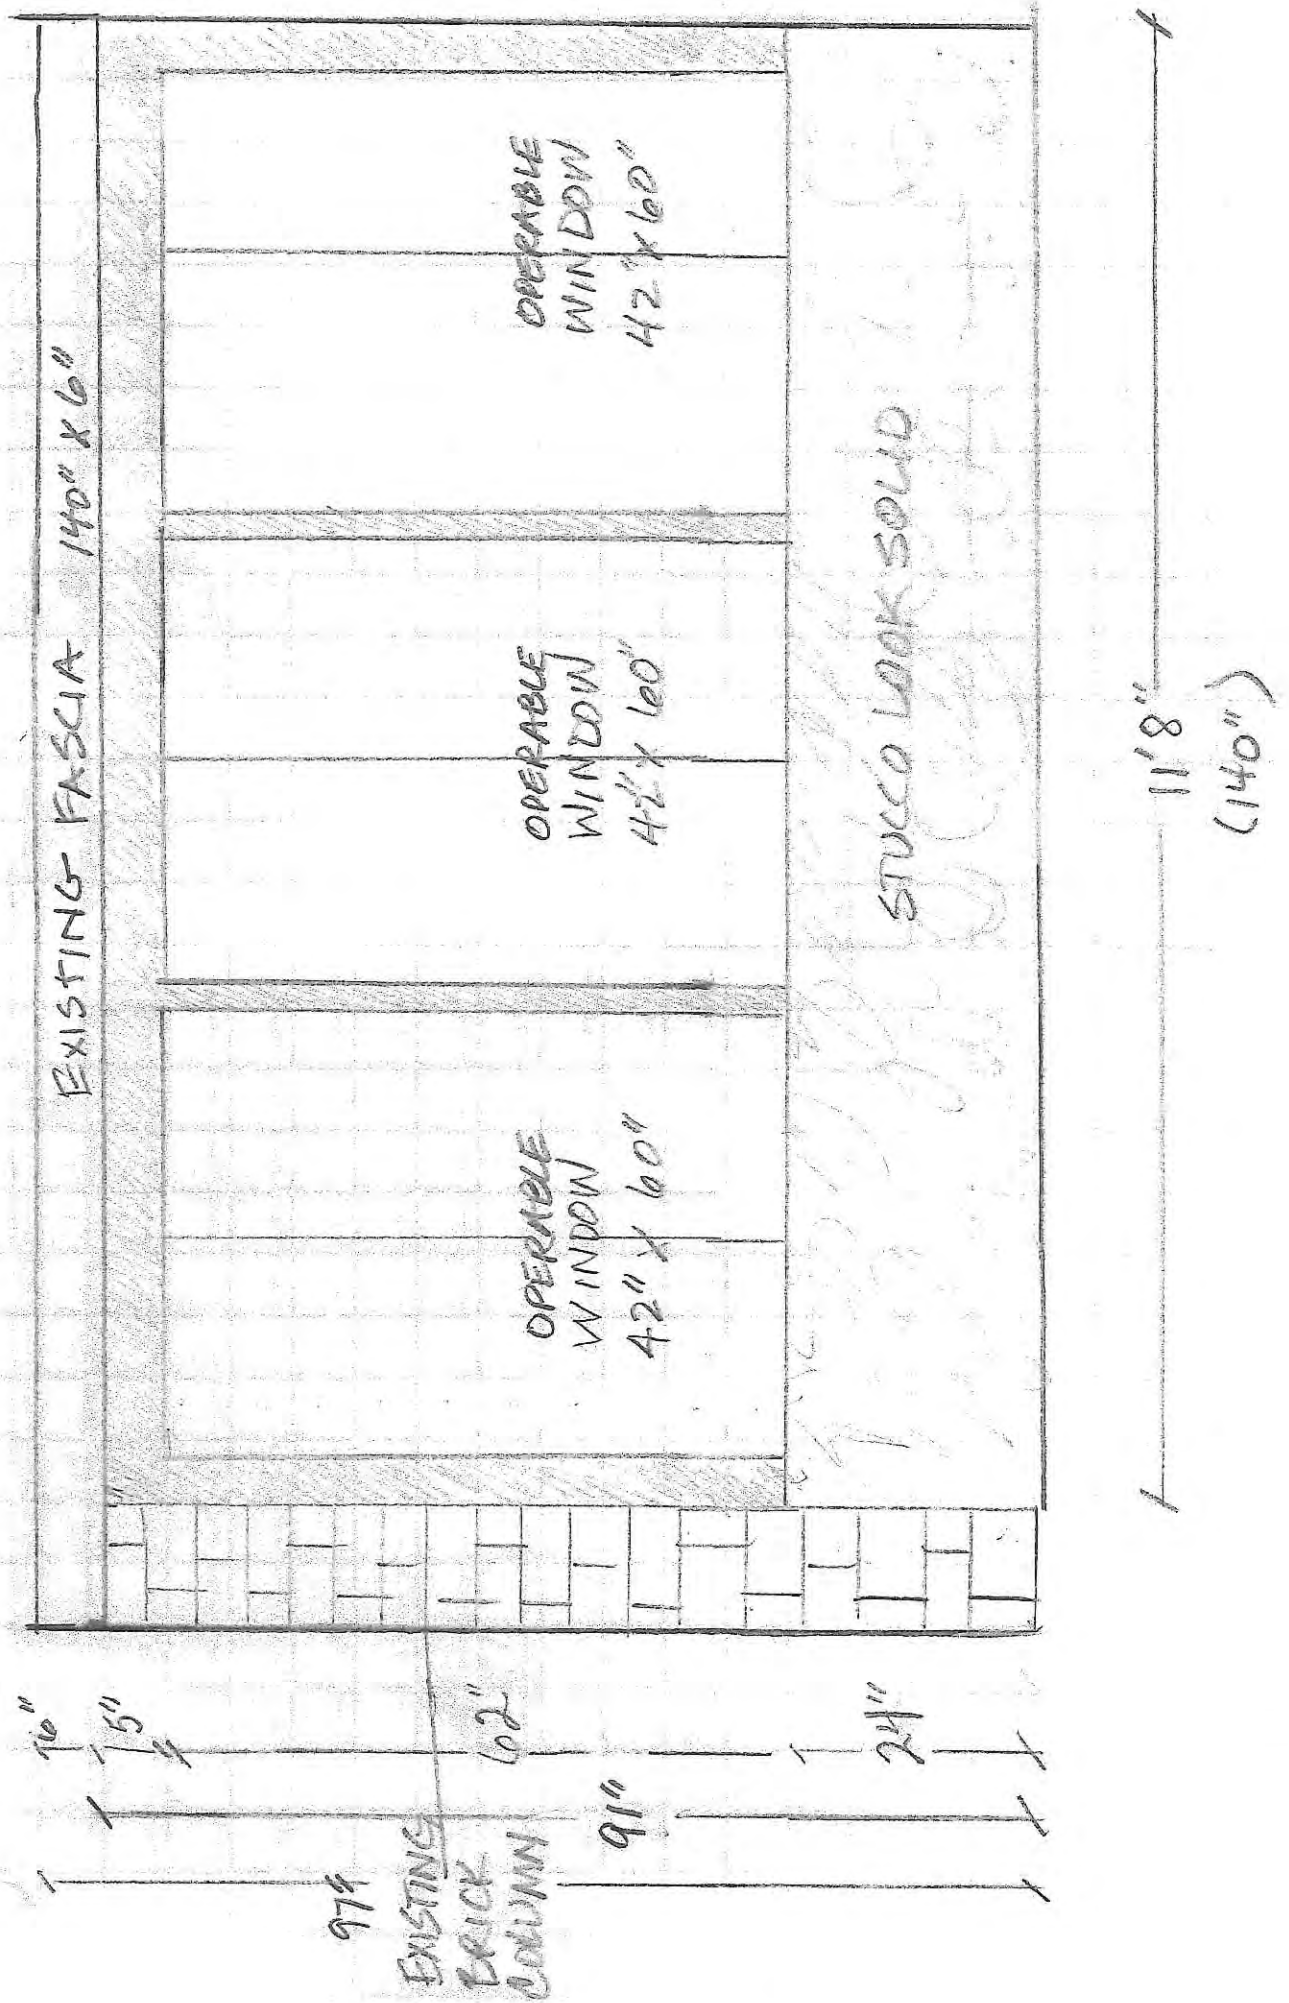 EXISTING FASCIA 140" X 6"
OPERABLE
WINDOW
42" X 60"
OPERABLE
WINDOW
42" X 60"
OPERABLE
WINDOW
42" X 60"
STUCCO LOOK SOLID
6"
5"
62"
24"
91"
97"
EXISTING
BRICK
COLUMN
11'8"
(140")